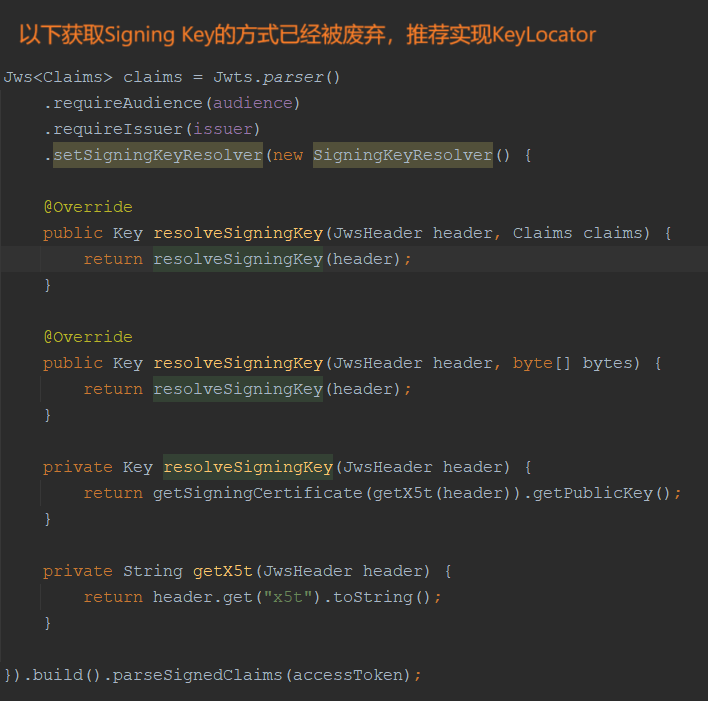 以下获取Signing Key的方式已经被废弃，推荐实现KeyLocator
Jws<Claims> claims = Jwts.parser()
    .requireAudience(audience)
    .requireIssuer(issuer)
    .setSigningKeyResolver(new SigningKeyResolver() {
    @Override
    public Key resolveSigningKey(JwsHeader header, Claims claims) {
        return resolveSigningKey(header);
    }
    @Override
    public Key resolveSigningKey(JwsHeader header, byte[] bytes) {
        return resolveSigningKey(header);
    }
    private Key resolveSigningKey(JwsHeader header) {
        return getSigningCertificate(getX5t(header)).getPublicKey();
    }
    private String getX5t(JwsHeader header) {
        return header.get("x5t").toString();
    }
}).build().parseSignedClaims(accessToken);